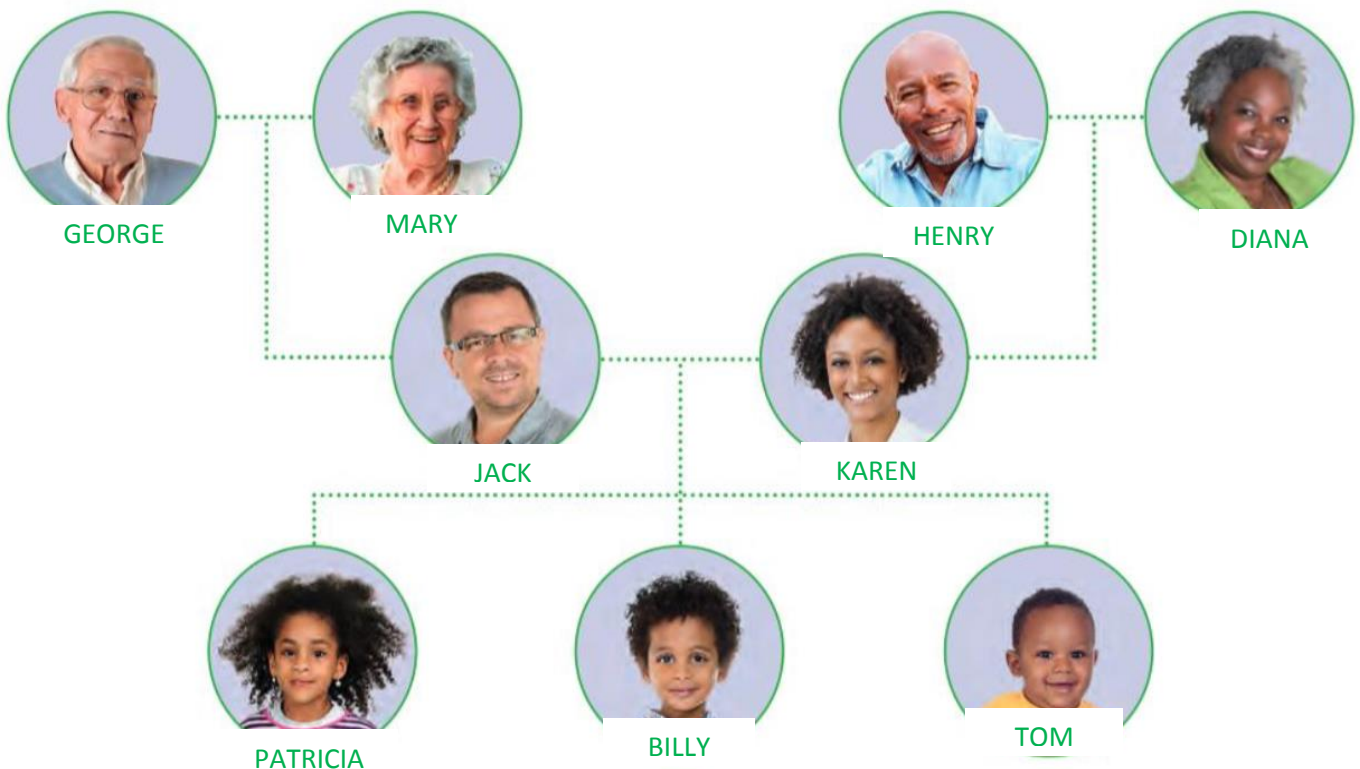 GEORGE
MARY
HENRY
DIANA
JACK
KAREN
PATRICIA
BILLY
TOM